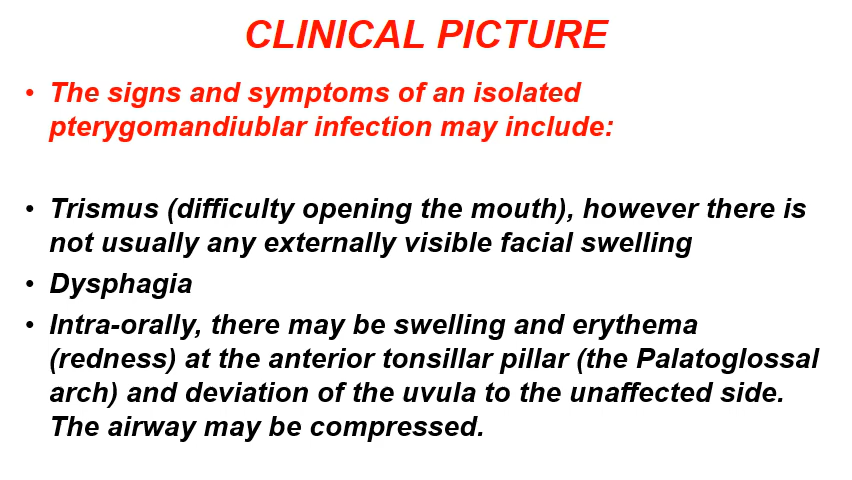 CLINICAL PICTURE
• The signs and symptoms of an isolated
pterygomandiublar infection may include:
• Trismus (difficulty opening the mouth), however there is
not usually any externally visible facial swelling
• Dysphagia
• Intra-orally, there may be swelling and erythema
(redness) at the anterior tonsillar pillar (the Palatoglossal
arch) and deviation of the uvula to the unaffected side.
The airway may be compressed.